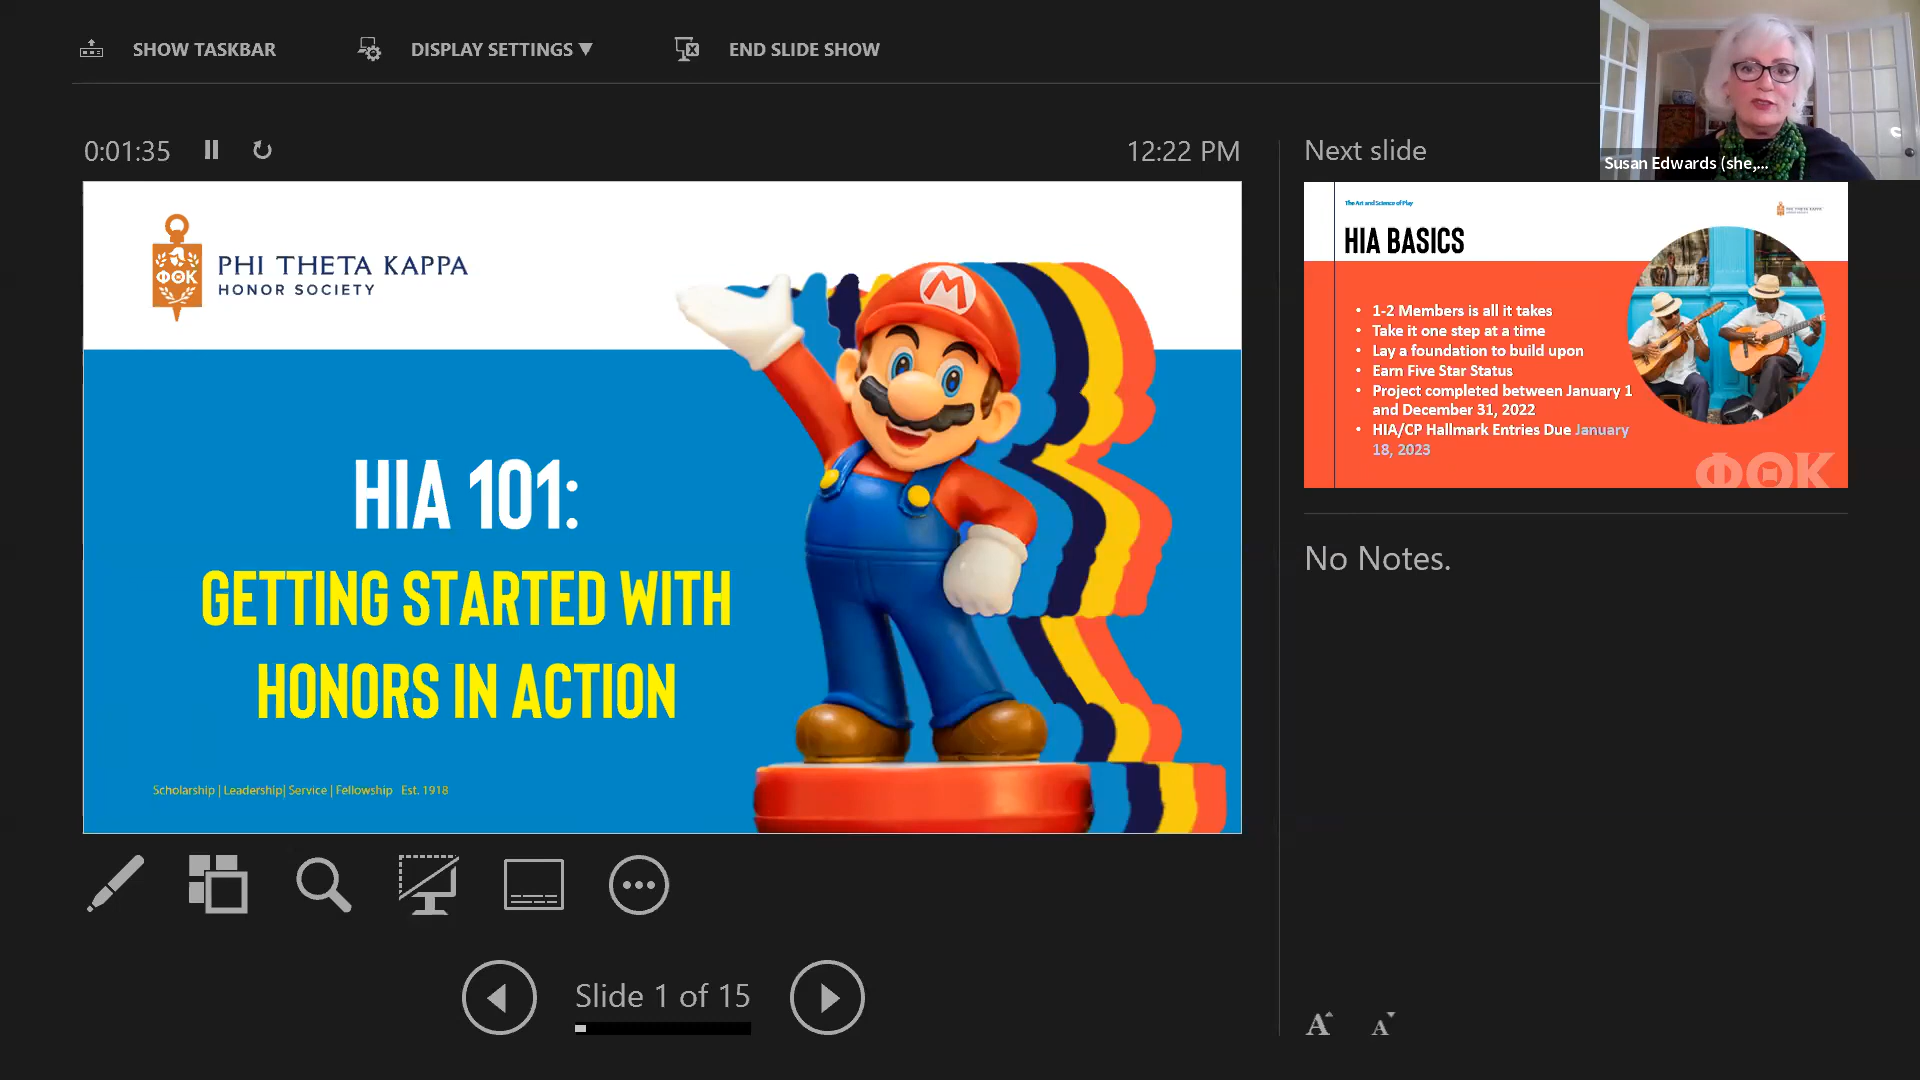 SHOW TASKBAR
DISPLAY SETTINGS ▼
END SLIDE SHOW
Susan Edwards (she,...
0:01:35
12:22 PM
PHI THETA KAPPA
HONOR SOCIETY
ΦΘΚ
M
HIA 101:
GETTING STARTED WITH
HONORS IN ACTION
Scholarship | Leadership| Service | Fellowship Est. 1918
Slide 1 of 15
Next slide
The Art and Science of Play
PHI THETA KAPPA
HIA BASICS
• 1-2 Members is all it takes
• Take it one step at a time
• Lay a foundation to build upon
• Earn Five Star Status
• Project completed between January 1
and December 31, 2022
• HIA/CP Hallmark Entries Due January
18, 2023
ΦΘΚ
No Notes.
A A